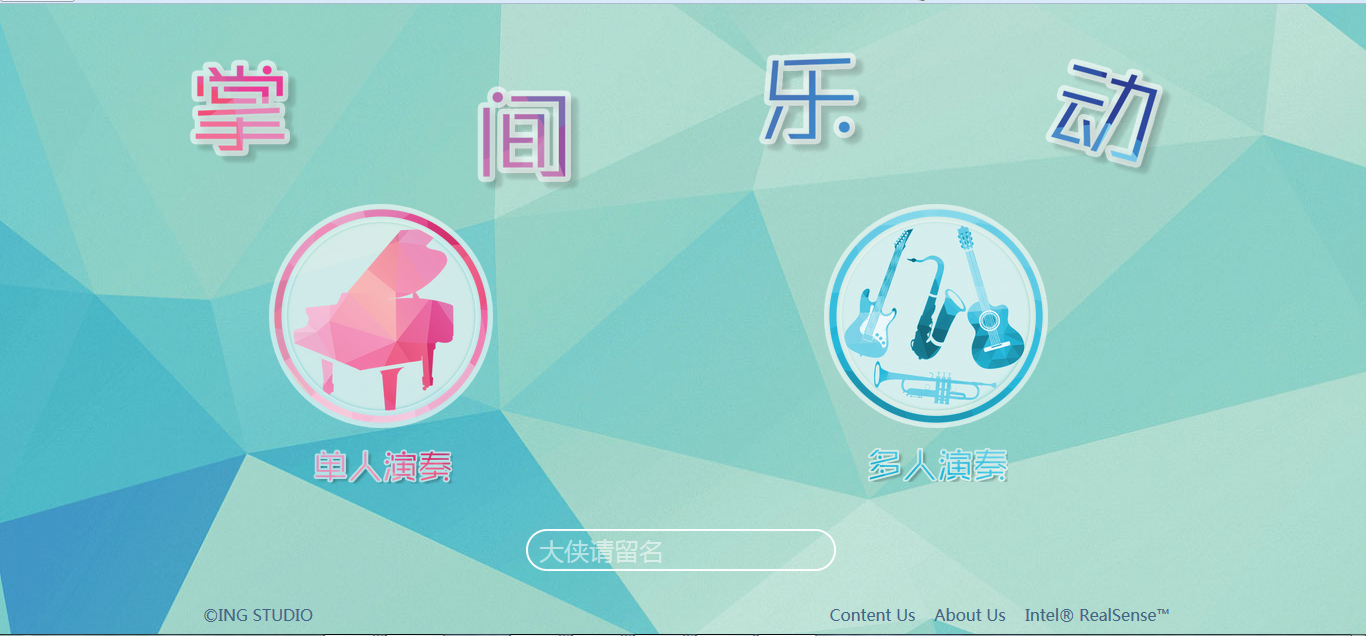 掌间乐动
单人演奏
多人演奏
大侠请留名
©ING STUDIO
Content Us About Us Intel® RealSense™